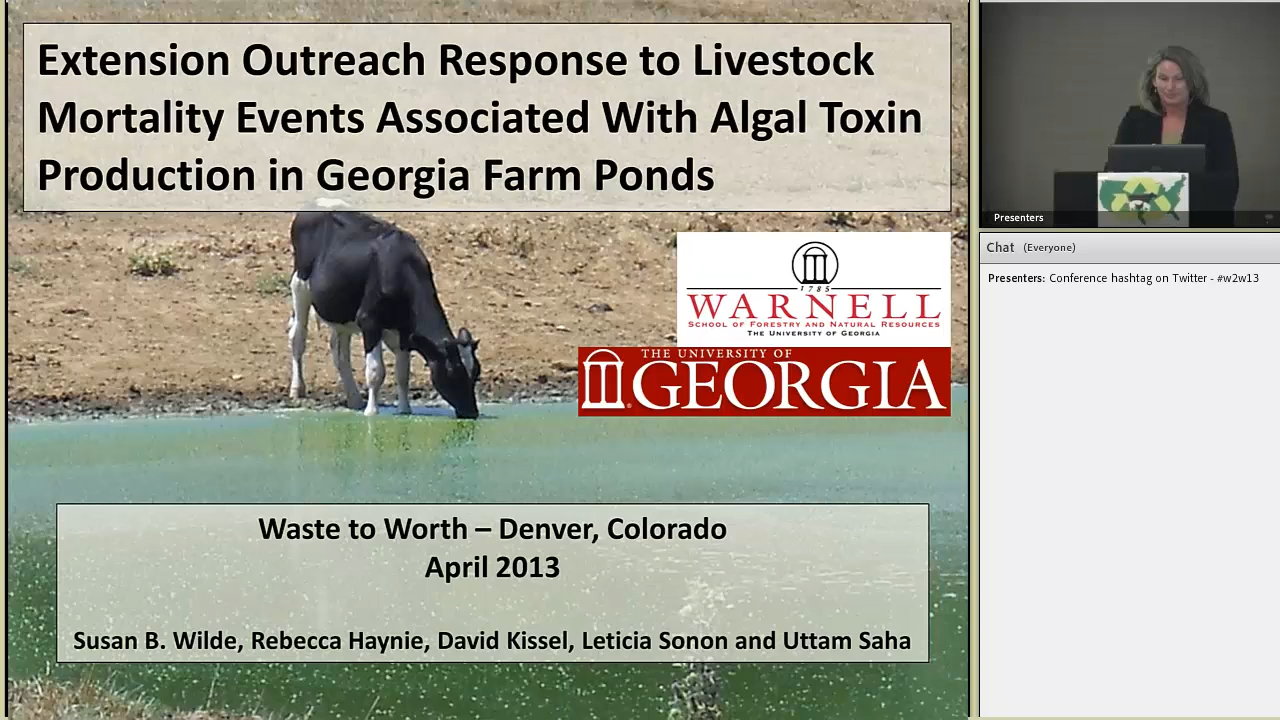 Extension Outreach Response to Livestock
Mortality Events Associated With Algal Toxin
Production in Georgia Farm Ponds
1785
WARNELL
SCHOOL OF FORESTRY AND NATURAL RESOURCES
THE UNIVERSITY OF GEORGIA
THE UNIVERSITY OF
GEORGIA
Waste to Worth – Denver, Colorado
April 2013
Susan B. Wilde, Rebecca Haynie, David Kissel, Leticia Sonon and Uttam Saha
Presenters
Chat (Everyone)
Presenters: Conference hashtag on Twitter - #w2w13